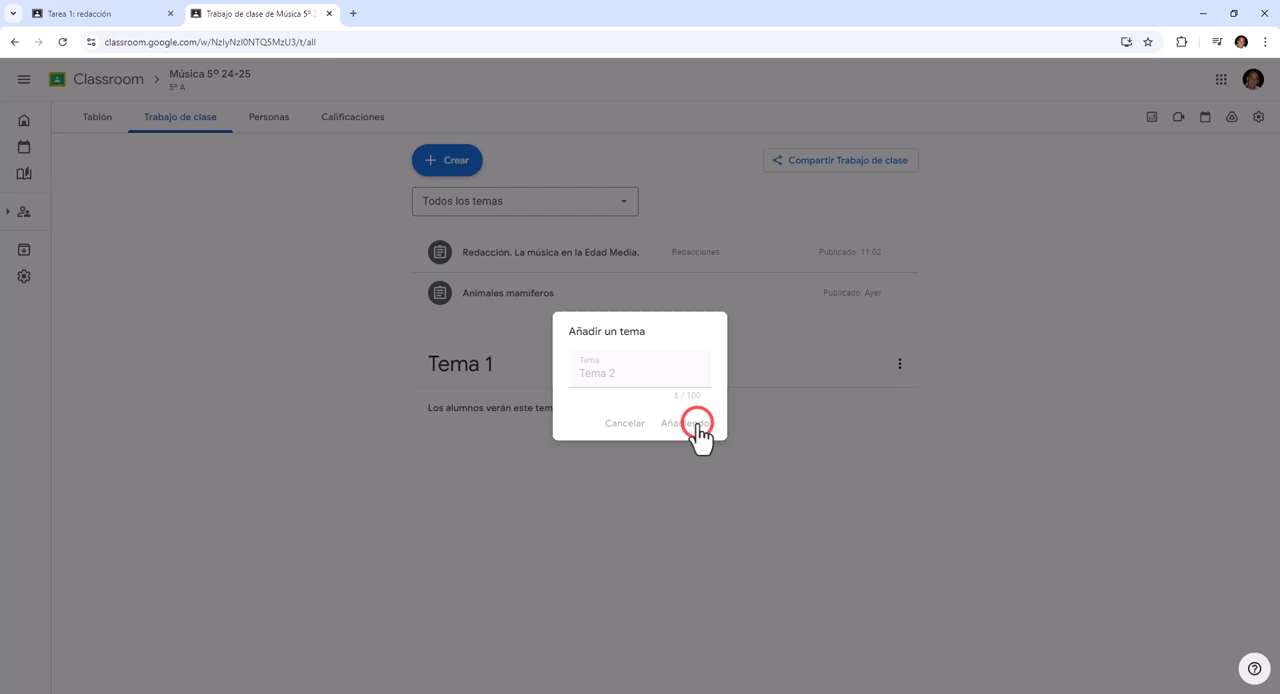 Tarea 1: redacción
Trabajo de clase de Música 5º 2
classroom.google.com/w/NzIyNzI0NTQ5MzU3/t/all
Classroom
Música 5º 24-25
5º A
Tablón
Trabajo de clase
Personas
Calificaciones
Crear
Compartir Trabajo de clase
Todos los temas
Redacción. La música en la Edad Media.
Redacciones
Publicado: 11:02
Animales mamíferos
Publicado: Ayer
Añadir un tema
Tema
Tema 2
6 / 100
Cancelar
Tema 1
Los alumnos verán este tem